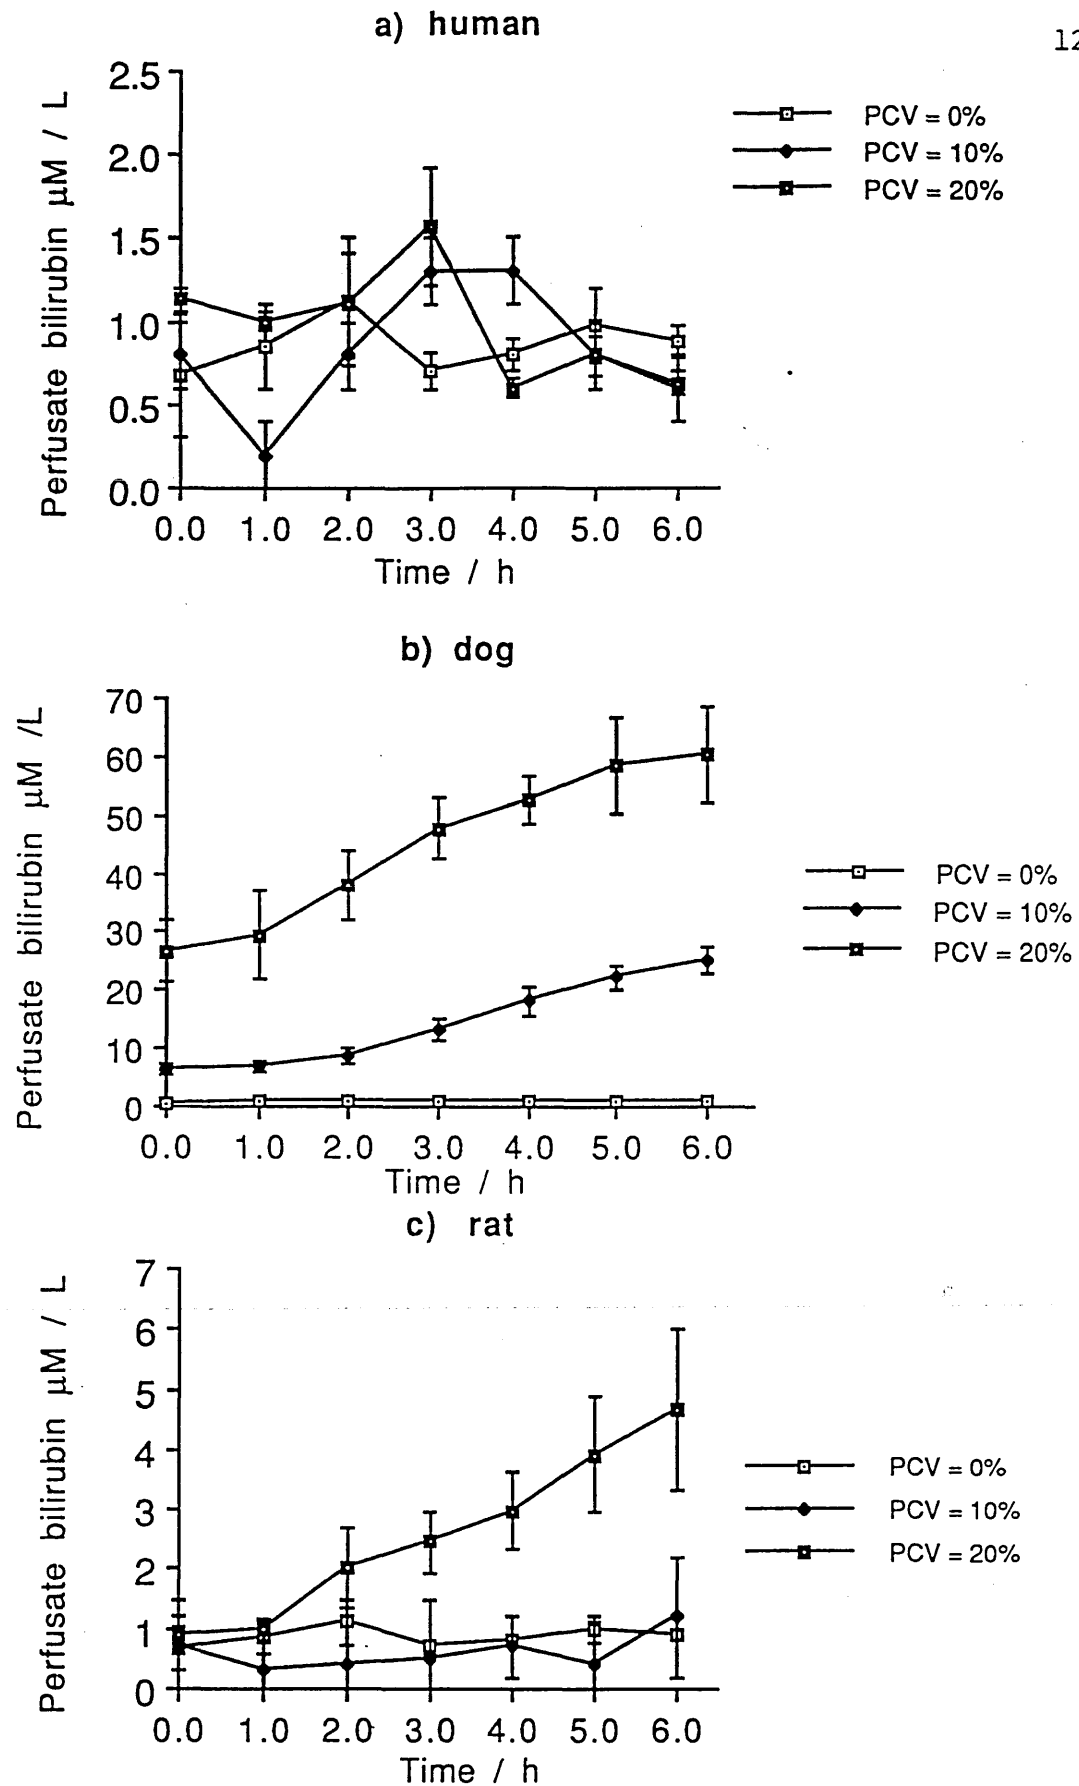 a) human
12
Perfusate bilirubin µM / L
2.5
2.0
1.5
1.0
0.5
0.0
0.0 1.0 2.0 3.0 4.0 5.0 6.0
Time / h
PCV = 0%
PCV = 10%
PCV = 20%
b) dog
Perfusate bilirubin µM /L
70
60
50
40
30
20
10
0
0.0 1.0 2.0 3.0 4.0 5.0 6.0
Time / h
PCV = 0%
PCV = 10%
PCV = 20%
c) rat
Perfusate bilirubin µM / L
7
6
5
4
3
2
1
0
0.0 1.0 2.0 3.0 4.0 5.0 6.0
Time / h
PCV = 0%
PCV = 10%
PCV = 20%